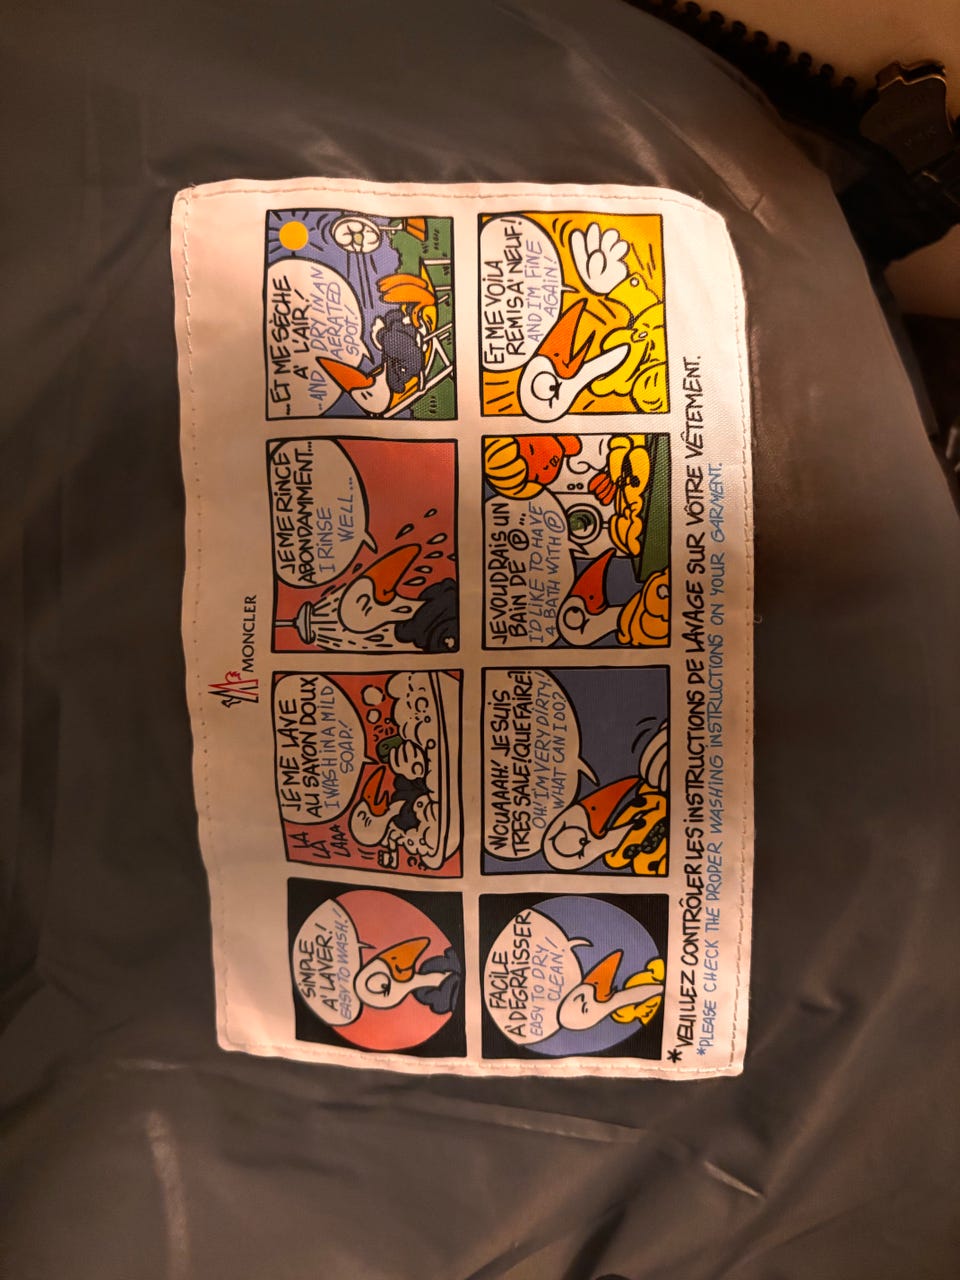 MONCLER
SIMPLE
A' LAVER!
EASY TO WASH!
LA
LA
LAAA
JE ME LAVE
AU SAVON DOUX
I WASH IN A MILD
SOAP!
JE ME RINCE
ABONDAMMENT...
I RINSE
WELL...
...ET ME SÈCHE
A' L'AIR!
...AND DRY IN AN
AERATED
SPOT!
FACILE
A' DÉGRAISSER
EASY TO DRY
CLEAN!
WOUAAAH! JE SUIS
TRES SALE! QUE FAIRE!
OH! I'M VERY DIRTY!
WHAT CAN I DO?
JE VOUDRAIS UN
BAIN DE Ⓟ...
I'D LIKE TO HAVE
A BATH WITH Ⓟ
ET ME VOILA
REMIS A' NEUF!
AND I'M FINE
AGAIN!
*VEUILLEZ CONTRÔLER LES INSTRUCTIONS DE LAVAGE SUR VÔTRE VÊTEMENT.
*PLEASE CHECK THE PROPER WASHING INSTRUCTIONS ON YOUR GARMENT.